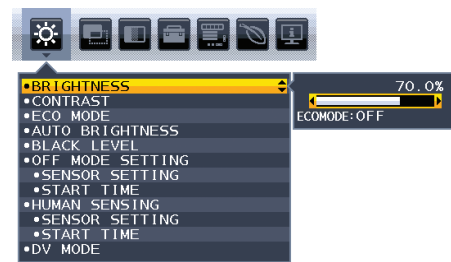 •BRIGHTNESS
•CONTRAST
•ECO MODE
•AUTO BRIGHTNESS
•BLACK LEVEL
•OFF MODE SETTING
•SENSOR SETTING
•START TIME
•HUMAN SENSING
•SENSOR SETTING
•START TIME
•DV MODE
70.0%
ECOMODE:OFF